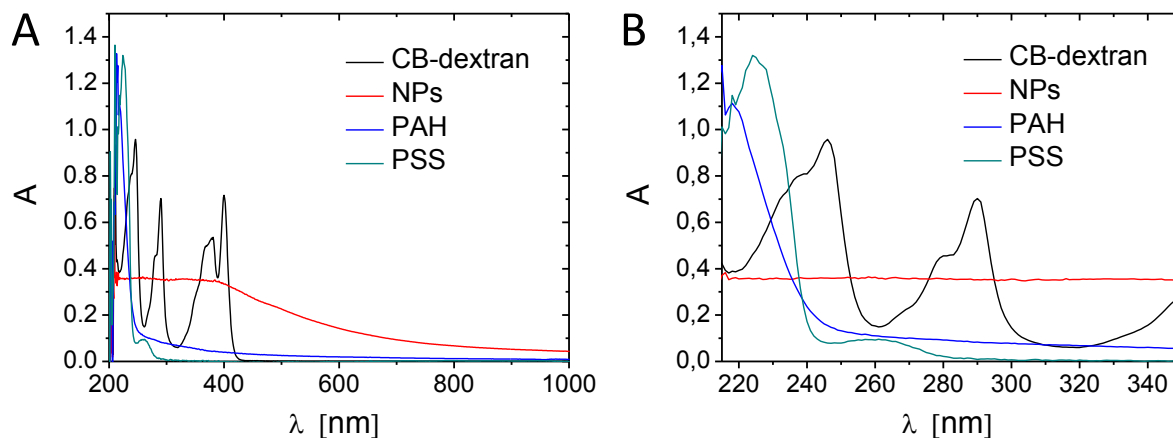 A
1,4
1,2
1,0
0.8
0.6
0.4
0.2
0.0
A
CB-dextran
NPs
PAH
PSS
200
400
600
800
1000
λ [nm]
B
1,4
1,2
1,0
0,8
0,6
0,4
0,2
0,0
A
CB-dextran
NPs
PAH
PSS
220
240
260
280
300
320
340
λ [nm]